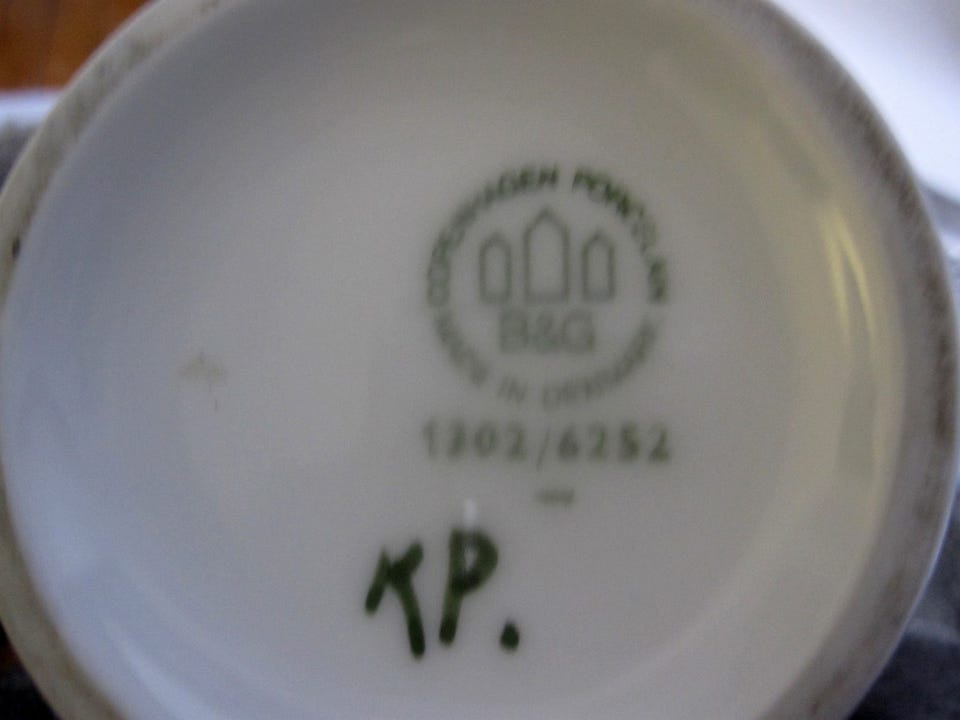 COPENHAGEN PORCELAIN
B&G
MADE IN DENMARK
1302/6252
KP.